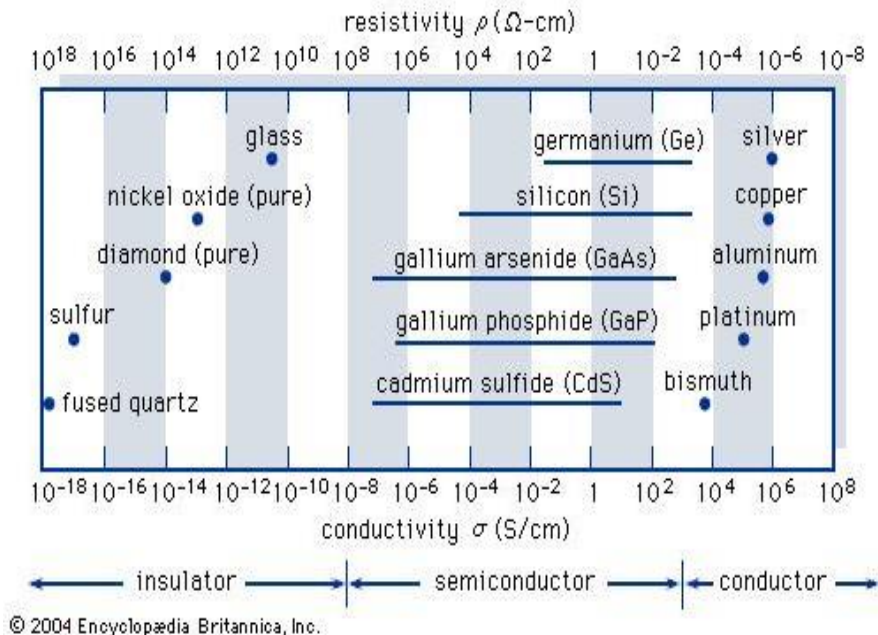 resistivity ρ (Ω-cm)
10¹⁸ 10¹⁶ 10¹⁴ 10¹² 10¹⁰ 10⁸ 10⁶ 10⁴ 10² 1 10⁻² 10⁻⁴ 10⁻⁶ 10⁻⁸
glass germanium (Ge) silver
nickel oxide (pure) silicon (Si) copper
diamond (pure) gallium arsenide (GaAs) aluminum
sulfur gallium phosphide (GaP) platinum
fused quartz cadmium sulfide (CdS) bismuth
10⁻¹⁸ 10⁻¹⁶ 10⁻¹⁴ 10⁻¹² 10⁻¹⁰ 10⁻⁸ 10⁻⁶ 10⁻⁴ 10⁻² 1 10² 10⁴ 10⁶ 10⁸
conductivity σ (S/cm)
insulator semiconductor conductor
© 2004 Encyclopædia Britannica, Inc.